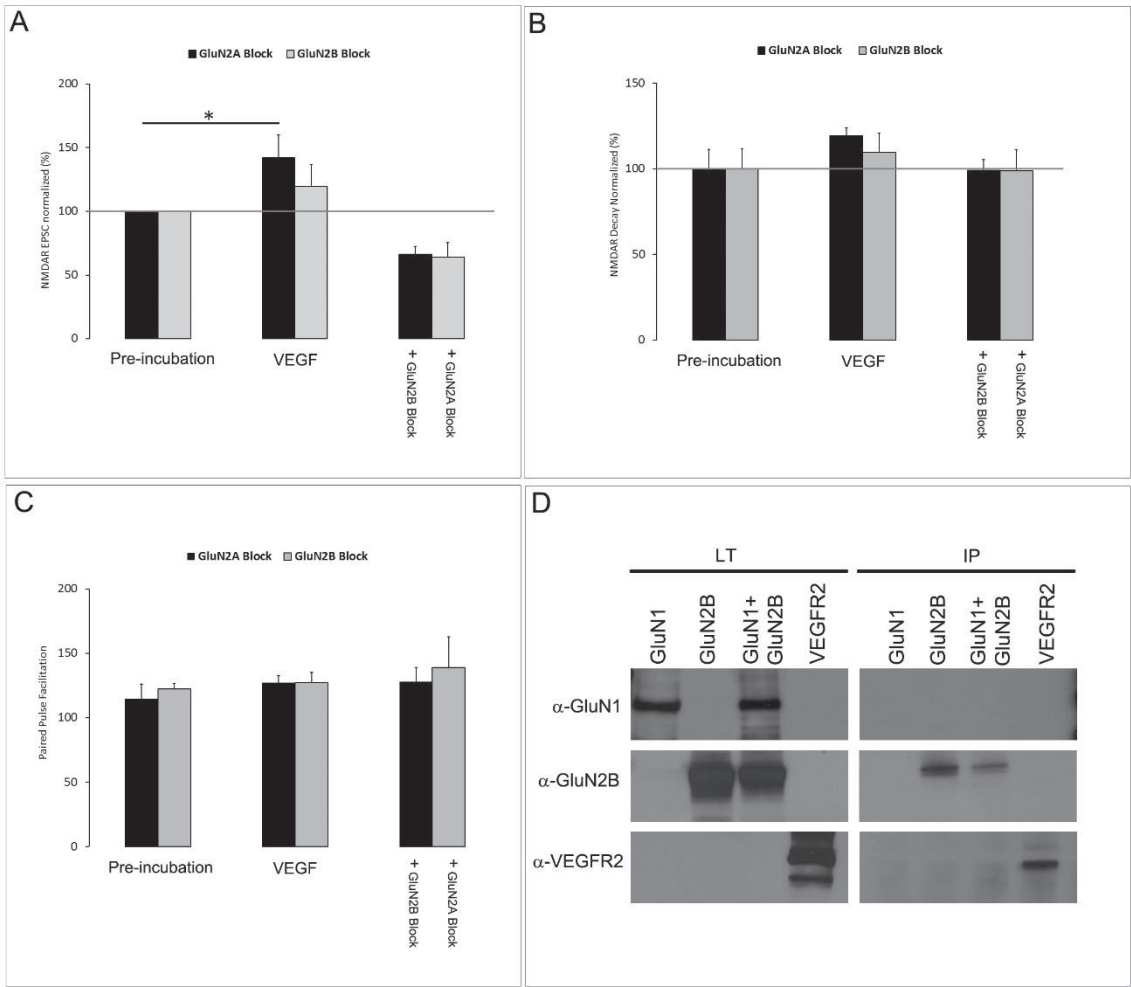 A
GluN2A Block GluN2B Block
NMDAR EPSC normalized (%)
200
150
100
50
0
*
Pre-incubation VEGF
+ GluN2B Block
+ GluN2A Block
B
GluN2A Block GluN2B Block
NMDAR Decay Normalized (%)
150
100
50
0
Pre-incubation VEGF
+ GluN2B Block
+ GluN2A Block
C
GluN2A Block GluN2B Block
Paired Pulse Facilitation
200
150
100
50
0
Pre-incubation VEGF
+ GluN2B Block
+ GluN2A Block
D
LT IP
GluN1
GluN2B
GluN1+
GluN2B
VEGFR2
GluN1
GluN2B
GluN1+
GluN2B
VEGFR2
α-GluN1
α-GluN2B
α-VEGFR2